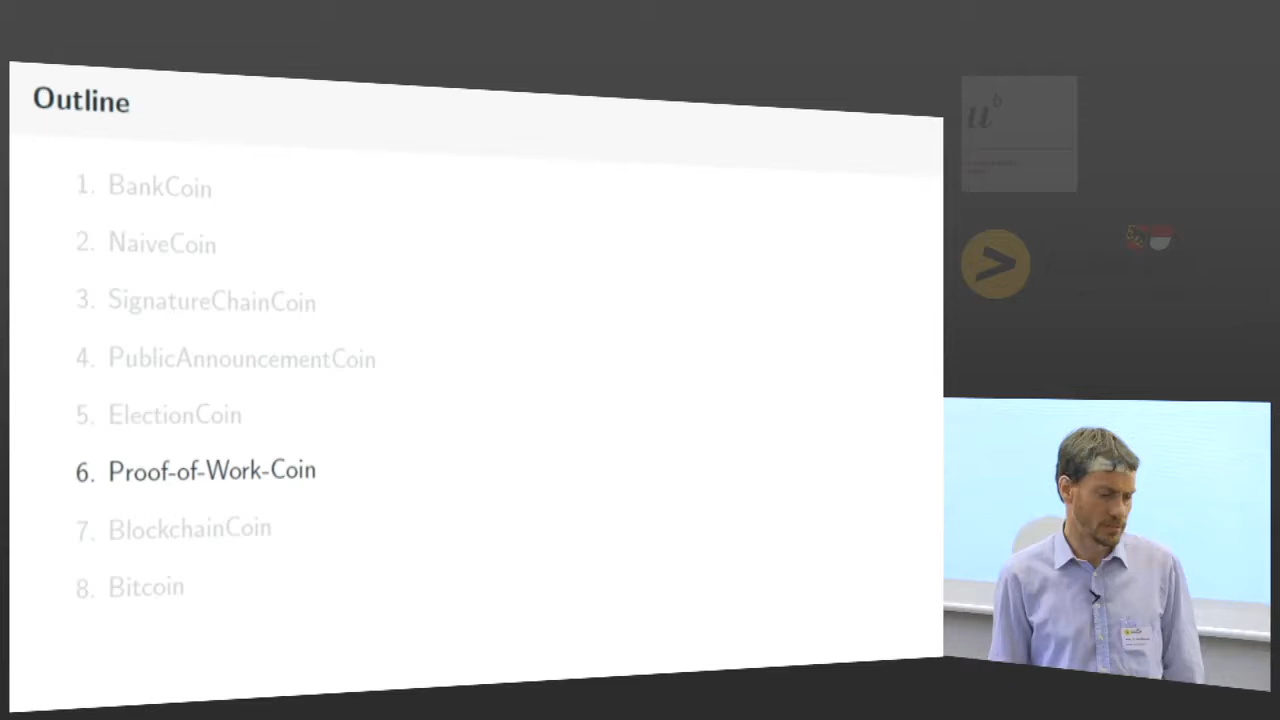 Outline
1. BankCoin
2. NaiveCoin
3. SignatureChainCoin
4. PublicAnnouncementCoin
5. ElectionCoin
6. Proof-of-Work-Coin
7. BlockchainCoin
8. Bitcoin
u^b